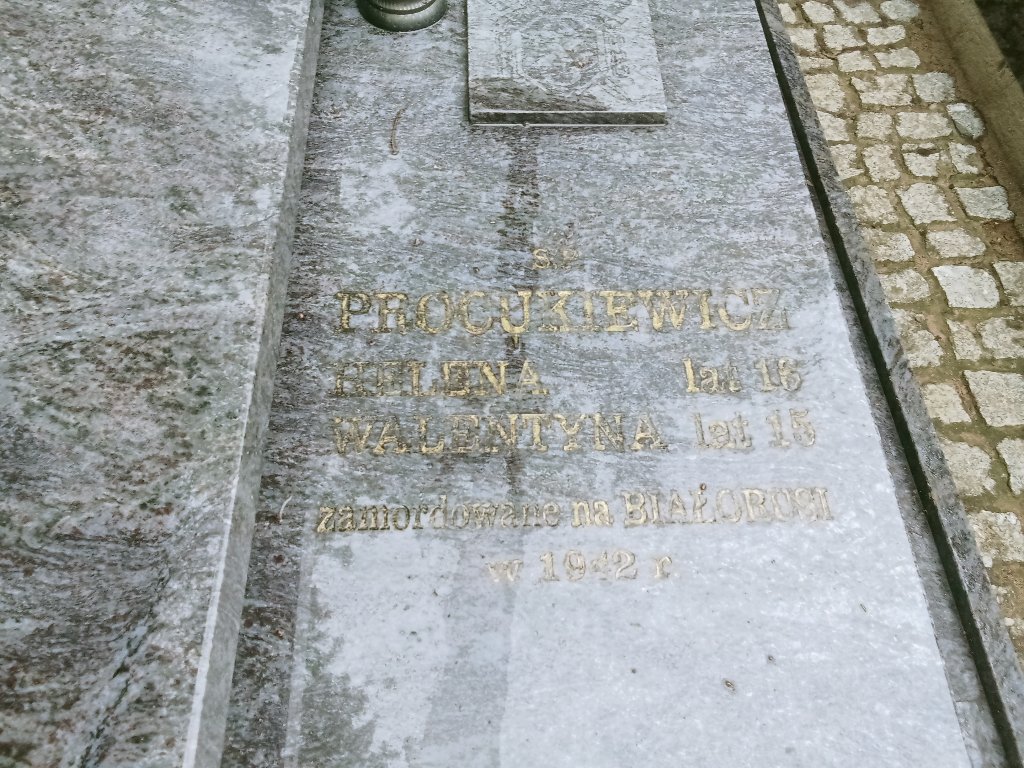 Ś.P.
PROCUKIEWICZ
HELENA lat 16
WALENTYNA lat 15
zamordowane na BIAŁORUSI
w 1942 r.